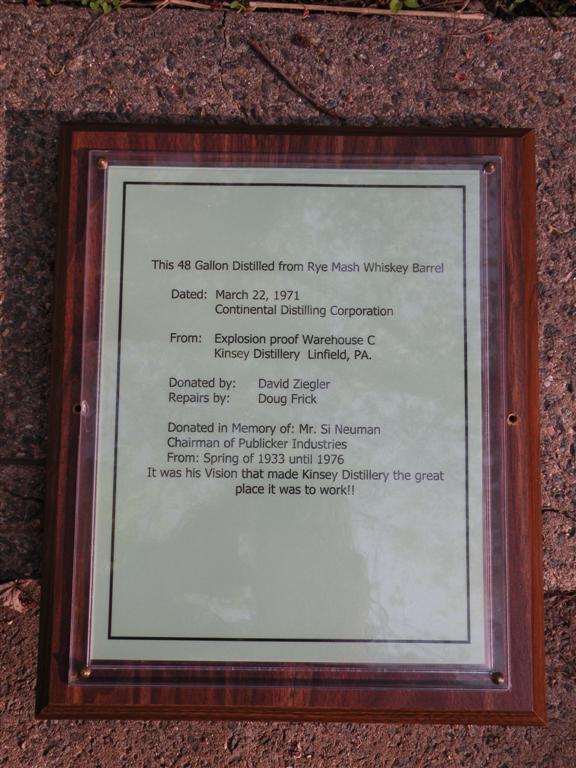 This 48 Gallon Distilled from Rye Mash Whiskey Barrel
Dated: March 22, 1971
Continental Distilling Corporation
From: Explosion proof Warehouse C
Kinsey Distillery Linfield, PA.
Donated by: David Ziegler
Repairs by: Doug Frick
Donated in Memory of: Mr. Si Neuman
Chairman of Publicker Industries
From: Spring of 1933 until 1976
It was his Vision that made Kinsey Distillery the great
place it was to work!!